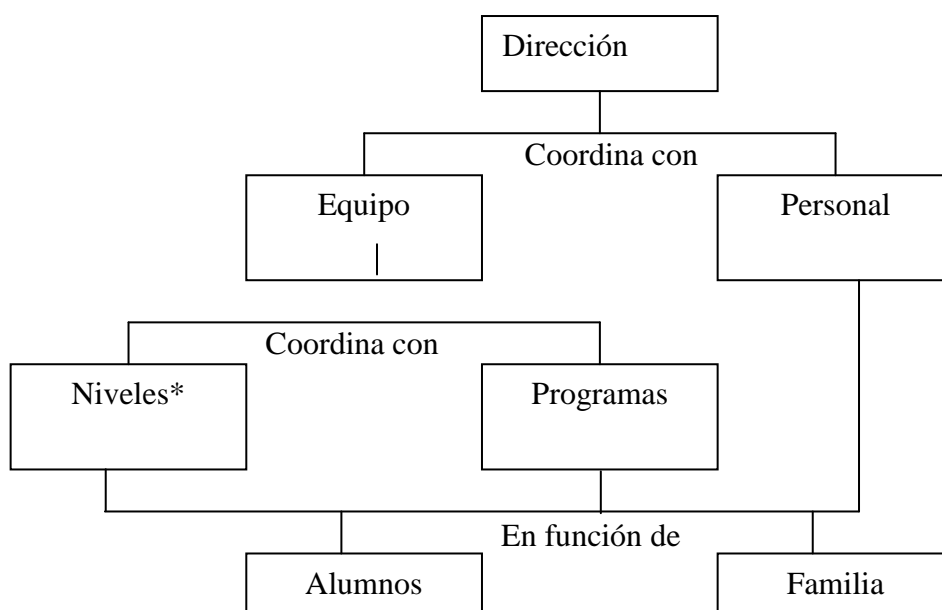 Dirección
Coordina con
Equipo
Personal
Coordina con
Niveles*
Programas
En función de
Alumnos
Familia